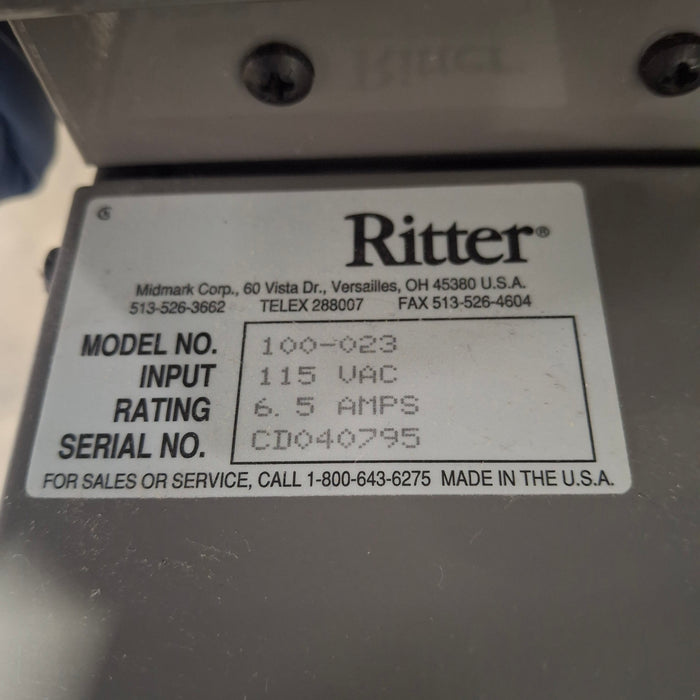 Ritter
Ritter®
Midmark Corp., 60 Vista Dr., Versailles, OH 45380 U.S.A.
513-526-3662 TELEX 288007 FAX 513-526-4604
MODEL NO. 100-023
INPUT 115 VAC
RATING 6.5 AMPS
SERIAL NO. CD040795
FOR SALES OR SERVICE, CALL 1-800-643-6275 MADE IN THE U.S.A.